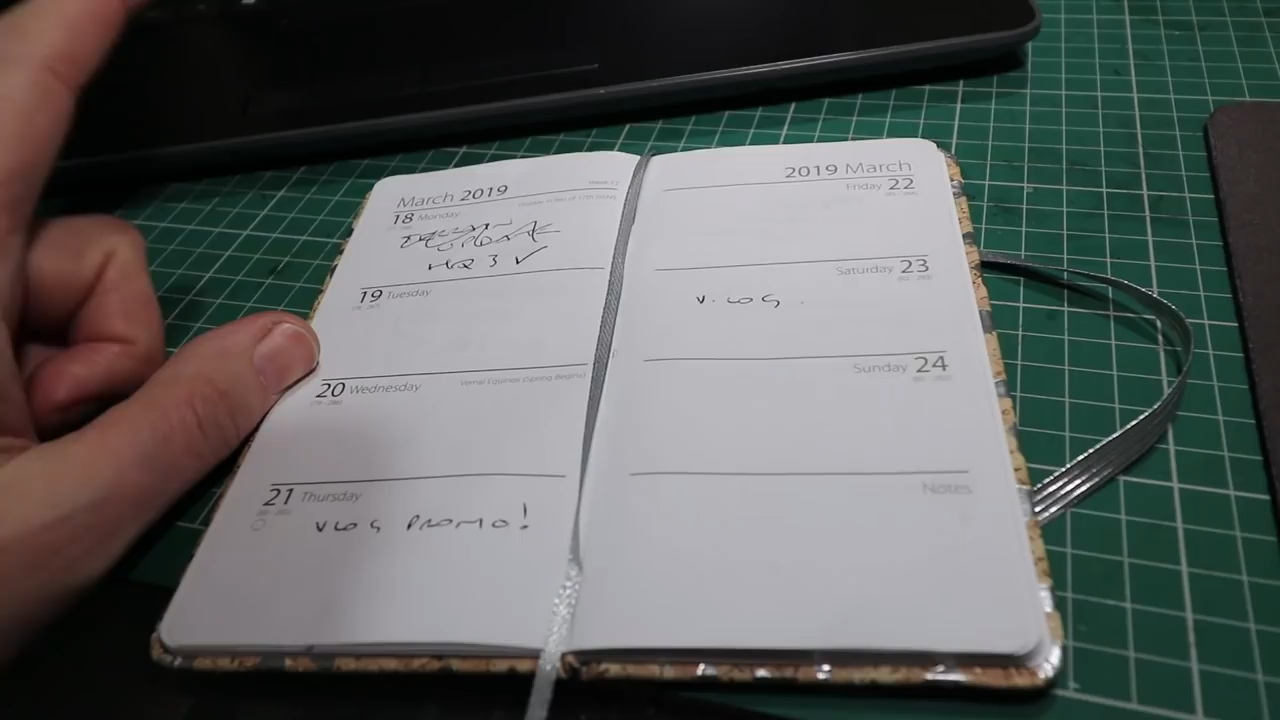 March 2019
18 Monday
HQ 3 ✓
19 Tuesday
20 Wednesday
Vernal Equinox (Spring Begins)
21 Thursday
VLOG PROMO!
2019 March
Friday 22
Saturday 23
VLOG.
Sunday 24
Notes